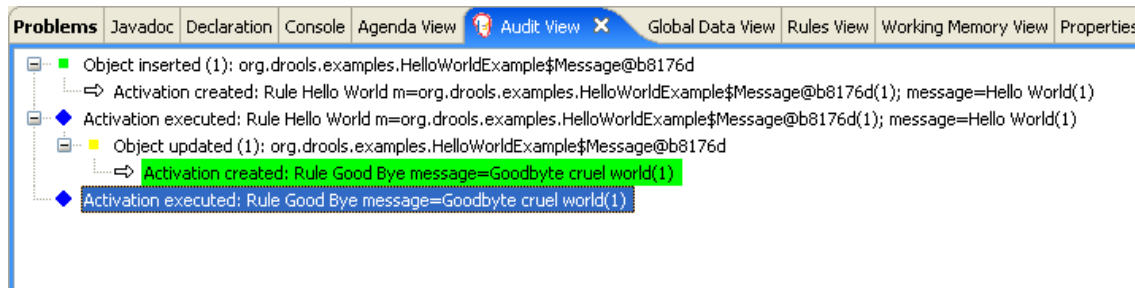 Problems Javadoc Declaration Console Agenda View Audit View Global Data View Rules View Working Memory View Properties
Object inserted (1): org.drools.examples.HelloWorldExample$Message@b8176d
Activation created: Rule Hello World m=org.drools.examples.HelloWorldExample$Message@b8176d(1); message=Hello World(1)
Activation executed: Rule Hello World m=org.drools.examples.HelloWorldExample$Message@b8176d(1); message=Hello World(1)
Object updated (1): org.drools.examples.HelloWorldExample$Message@b8176d
Activation created: Rule Good Bye message=Goodbyte cruel world(1)
Activation executed: Rule Good Bye message=Goodbyte cruel world(1)